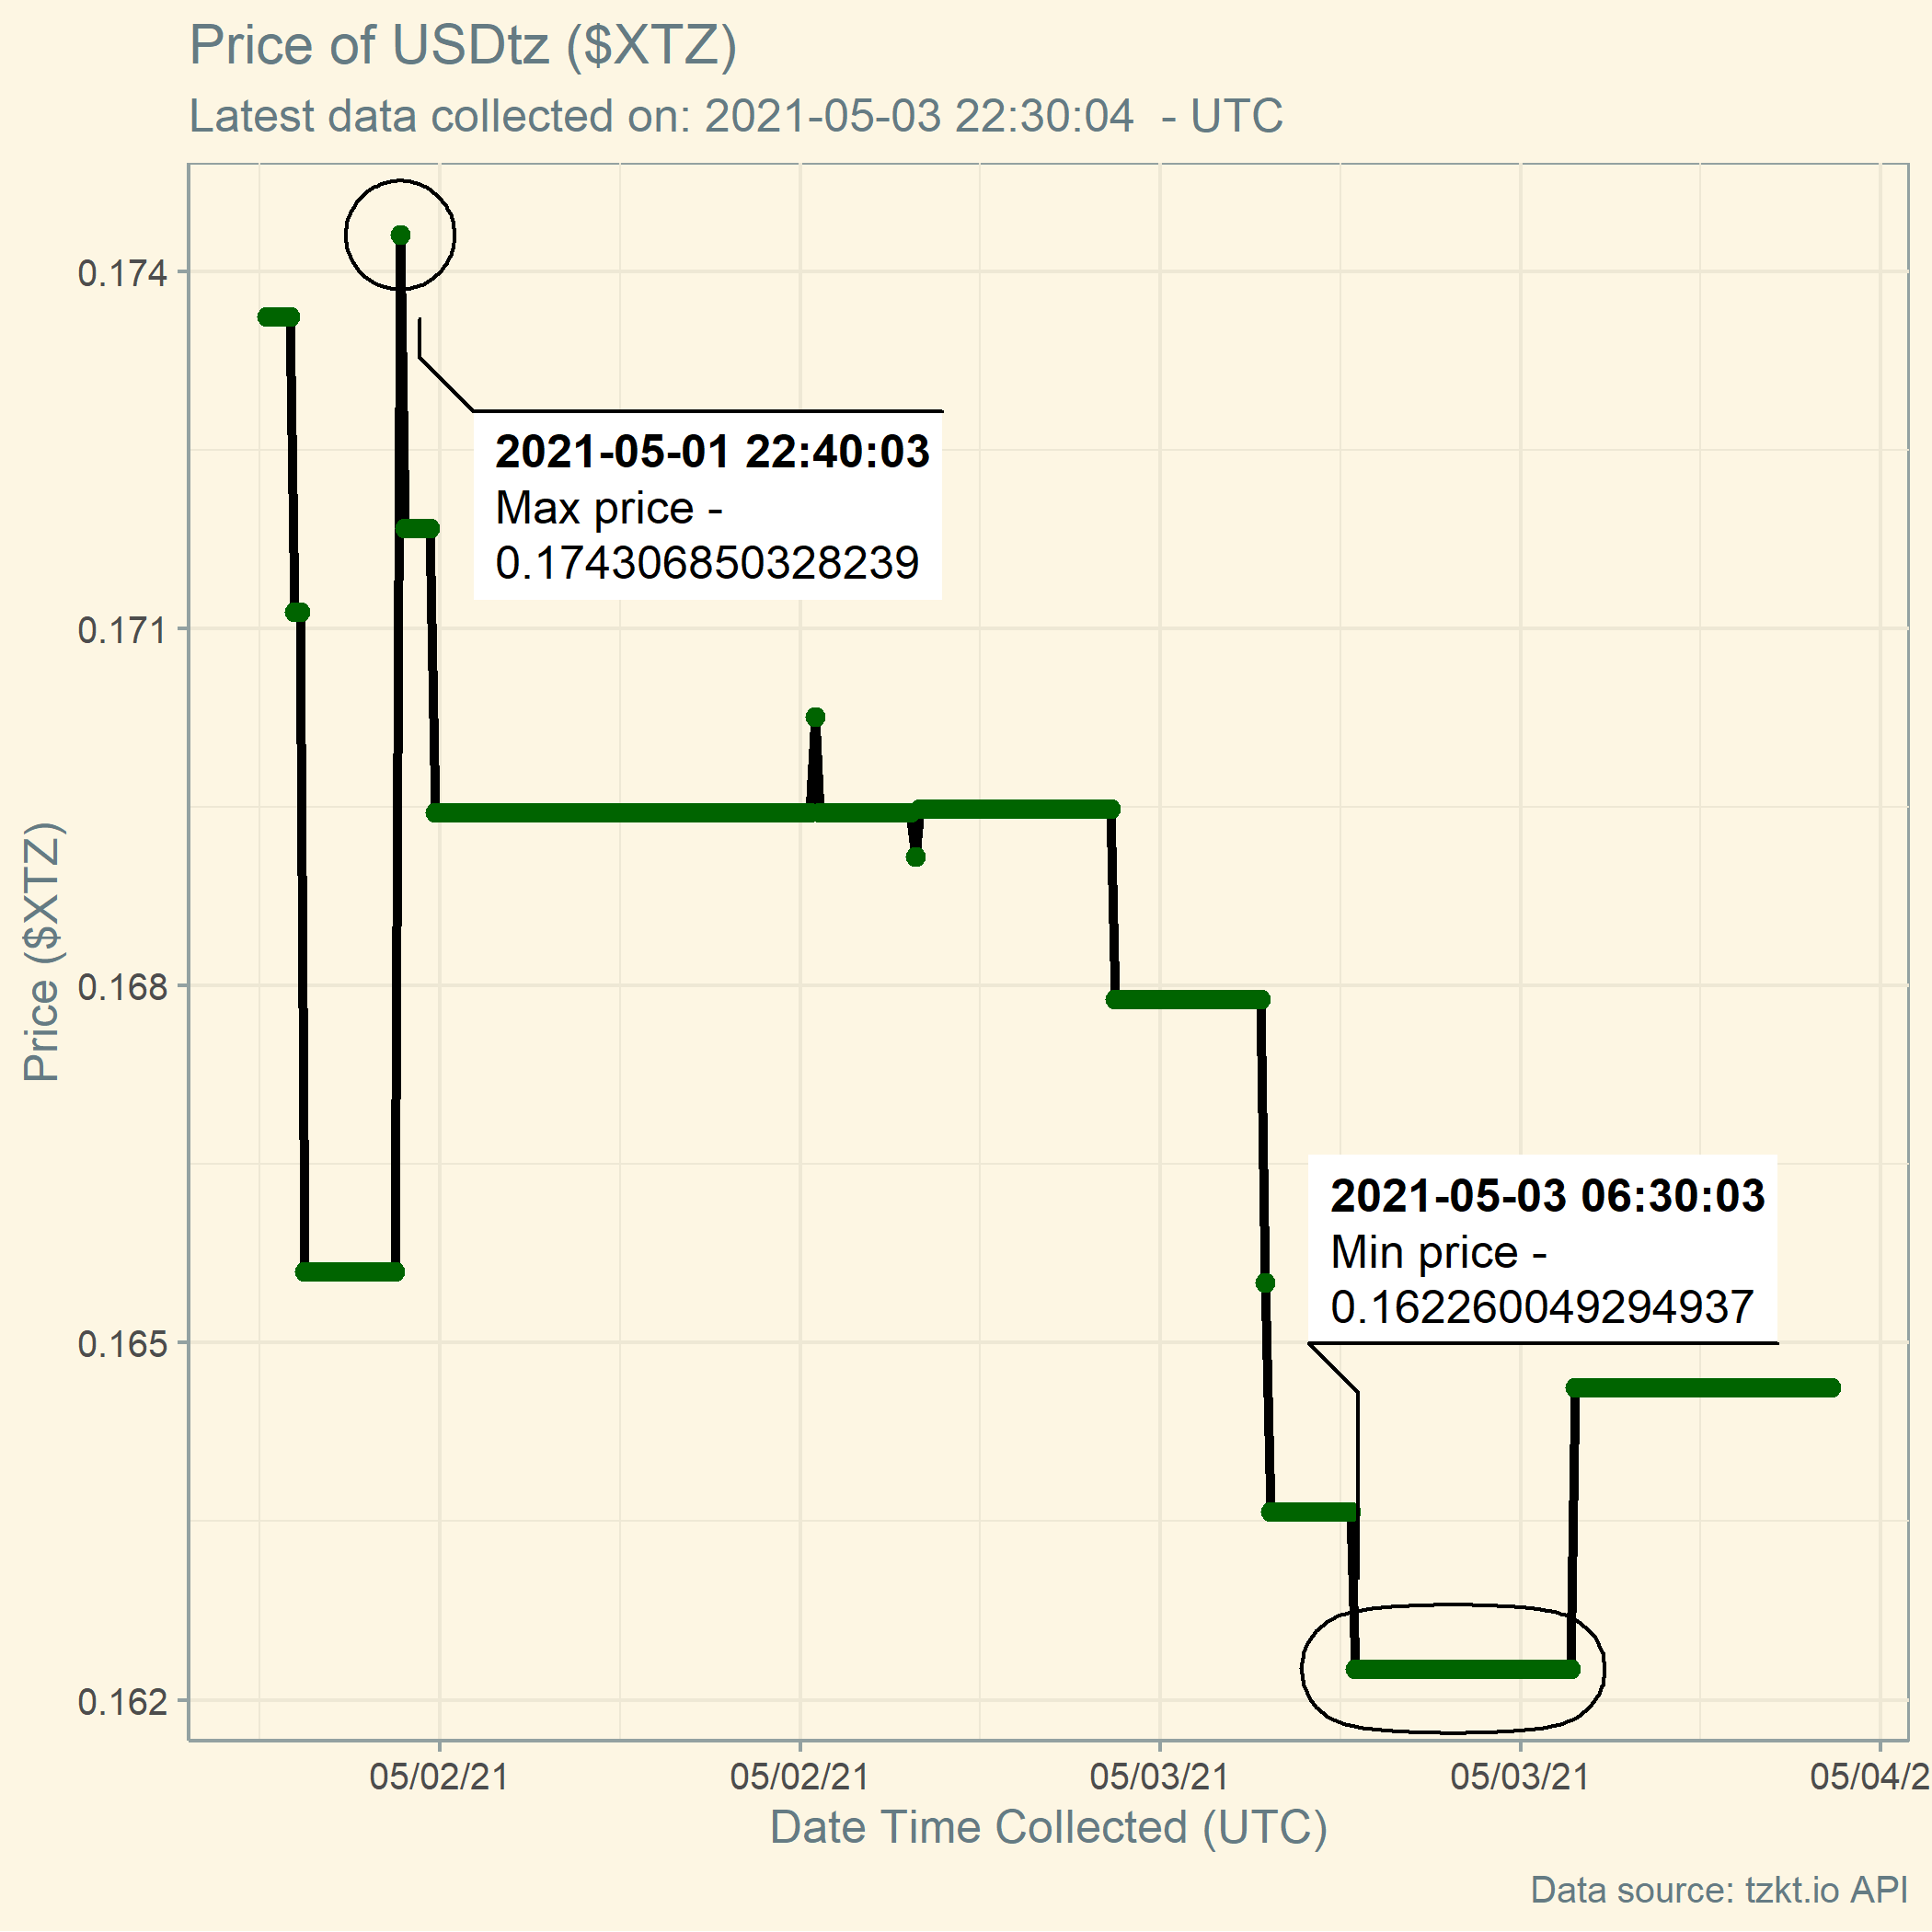 Price of USDtz ($XTZ)
Latest data collected on: 2021-05-03 22:30:04 - UTC
0.174
0.171
0.168
0.165
0.162
Price ($XTZ)
2021-05-01 22:40:03
Max price -
0.174306850328239
2021-05-03 06:30:03
Min price -
0.162260049294937
05/02/21 05/02/21 05/03/21 05/03/21 05/04/2
Date Time Collected (UTC)
Data source: tzkt.io API